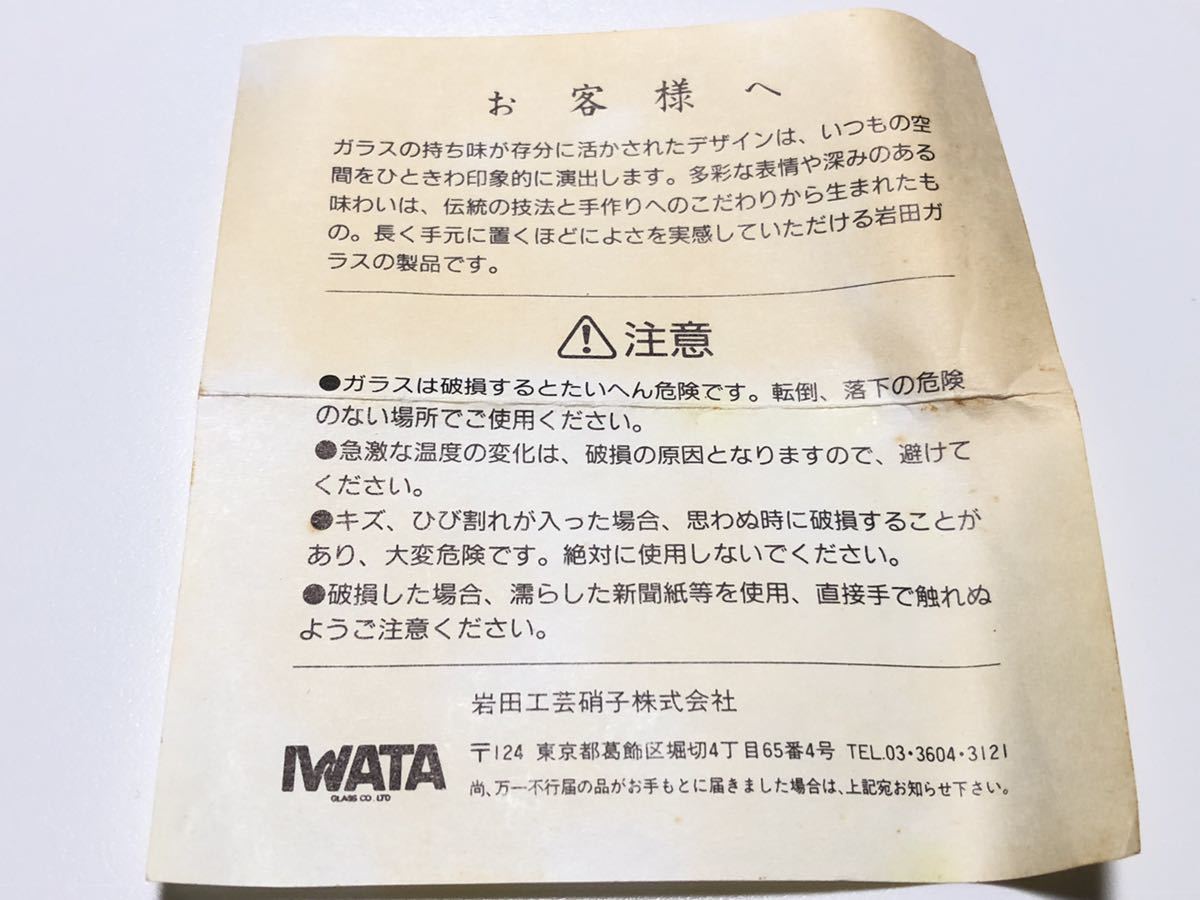 お客様へ
ガラスの持ち味が存分に活かされたデザインは、いつもの空
間をひときわ印象的に演出します。多彩な表情や深みのある
味わいは、伝統の技法と手作りへのこだわりから生まれたも
の。長く手元に置くほどによさを実感していただける岩田ガ
ラスの製品です。
注意
●ガラスは破損するとたいへん危険です。転倒、落下の危険
のない場所でご使用ください。
●急激な温度の変化は、破損の原因となりますので、避けて
ください。
●キズ、ひび割れが入った場合、思わぬ時に破損することが
あり、大変危険です。絶対に使用しないでください。
●破損した場合、濡らした新聞紙等を使用、直接手で触れぬ
ようご注意ください。
岩田工芸硝子株式会社
IWATA
GLASS CO. LTD
〒124 東京都葛飾区堀切4丁目65番4号 TEL.03・3604・3121
尚、万一不行届の品がお手もとに届きました場合は、上記宛お知らせ下さい。